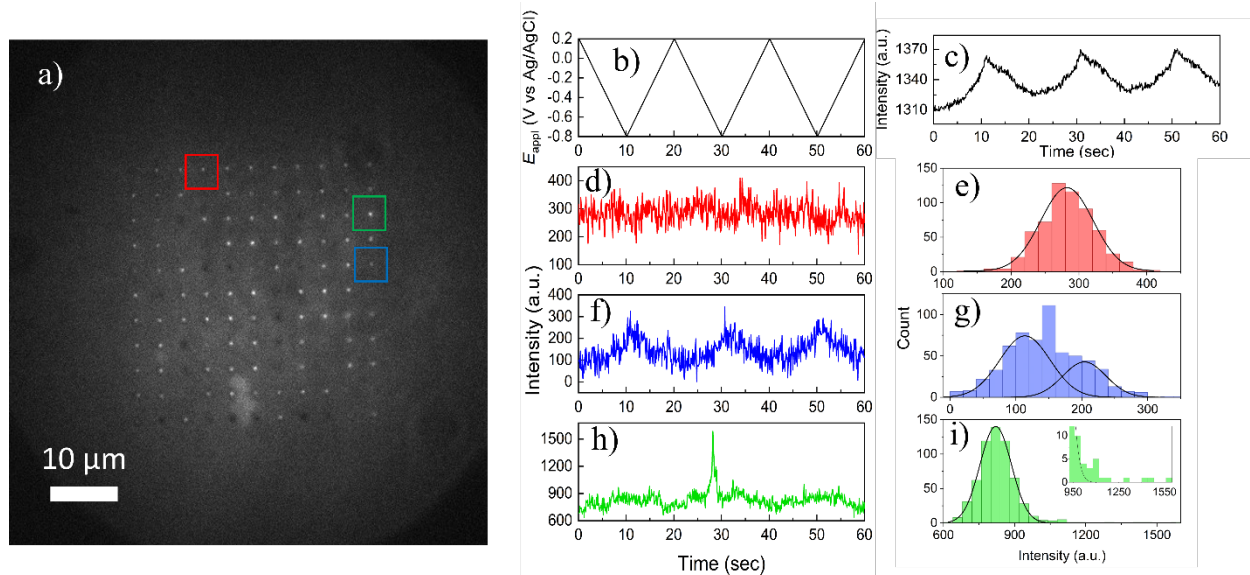 a)
10 µm
b)
E_appl (V vs Ag/AgCl)
0.2
0.0
-0.2
-0.4
-0.6
-0.8
0 10 20 30 40 50 60
c)
Intensity (a.u.)
1370
1340
1310
0 10 20 30 40 50 60
Time (sec)
d)
400
300
200
100
0 10 20 30 40 50 60
e)
150
100
50
0
100 200 300 400
f)
Intensity (a.u.)
400
300
200
100
0
0 10 20 30 40 50 60
g)
Count
100
50
0
0 100 200 300
h)
1500
1200
900
600
0 10 20 30 40 50 60
Time (sec)
i)
150
100
50
0
600 900 1200 1500
Intensity (a.u.)
10
5
0
950 1250 1550